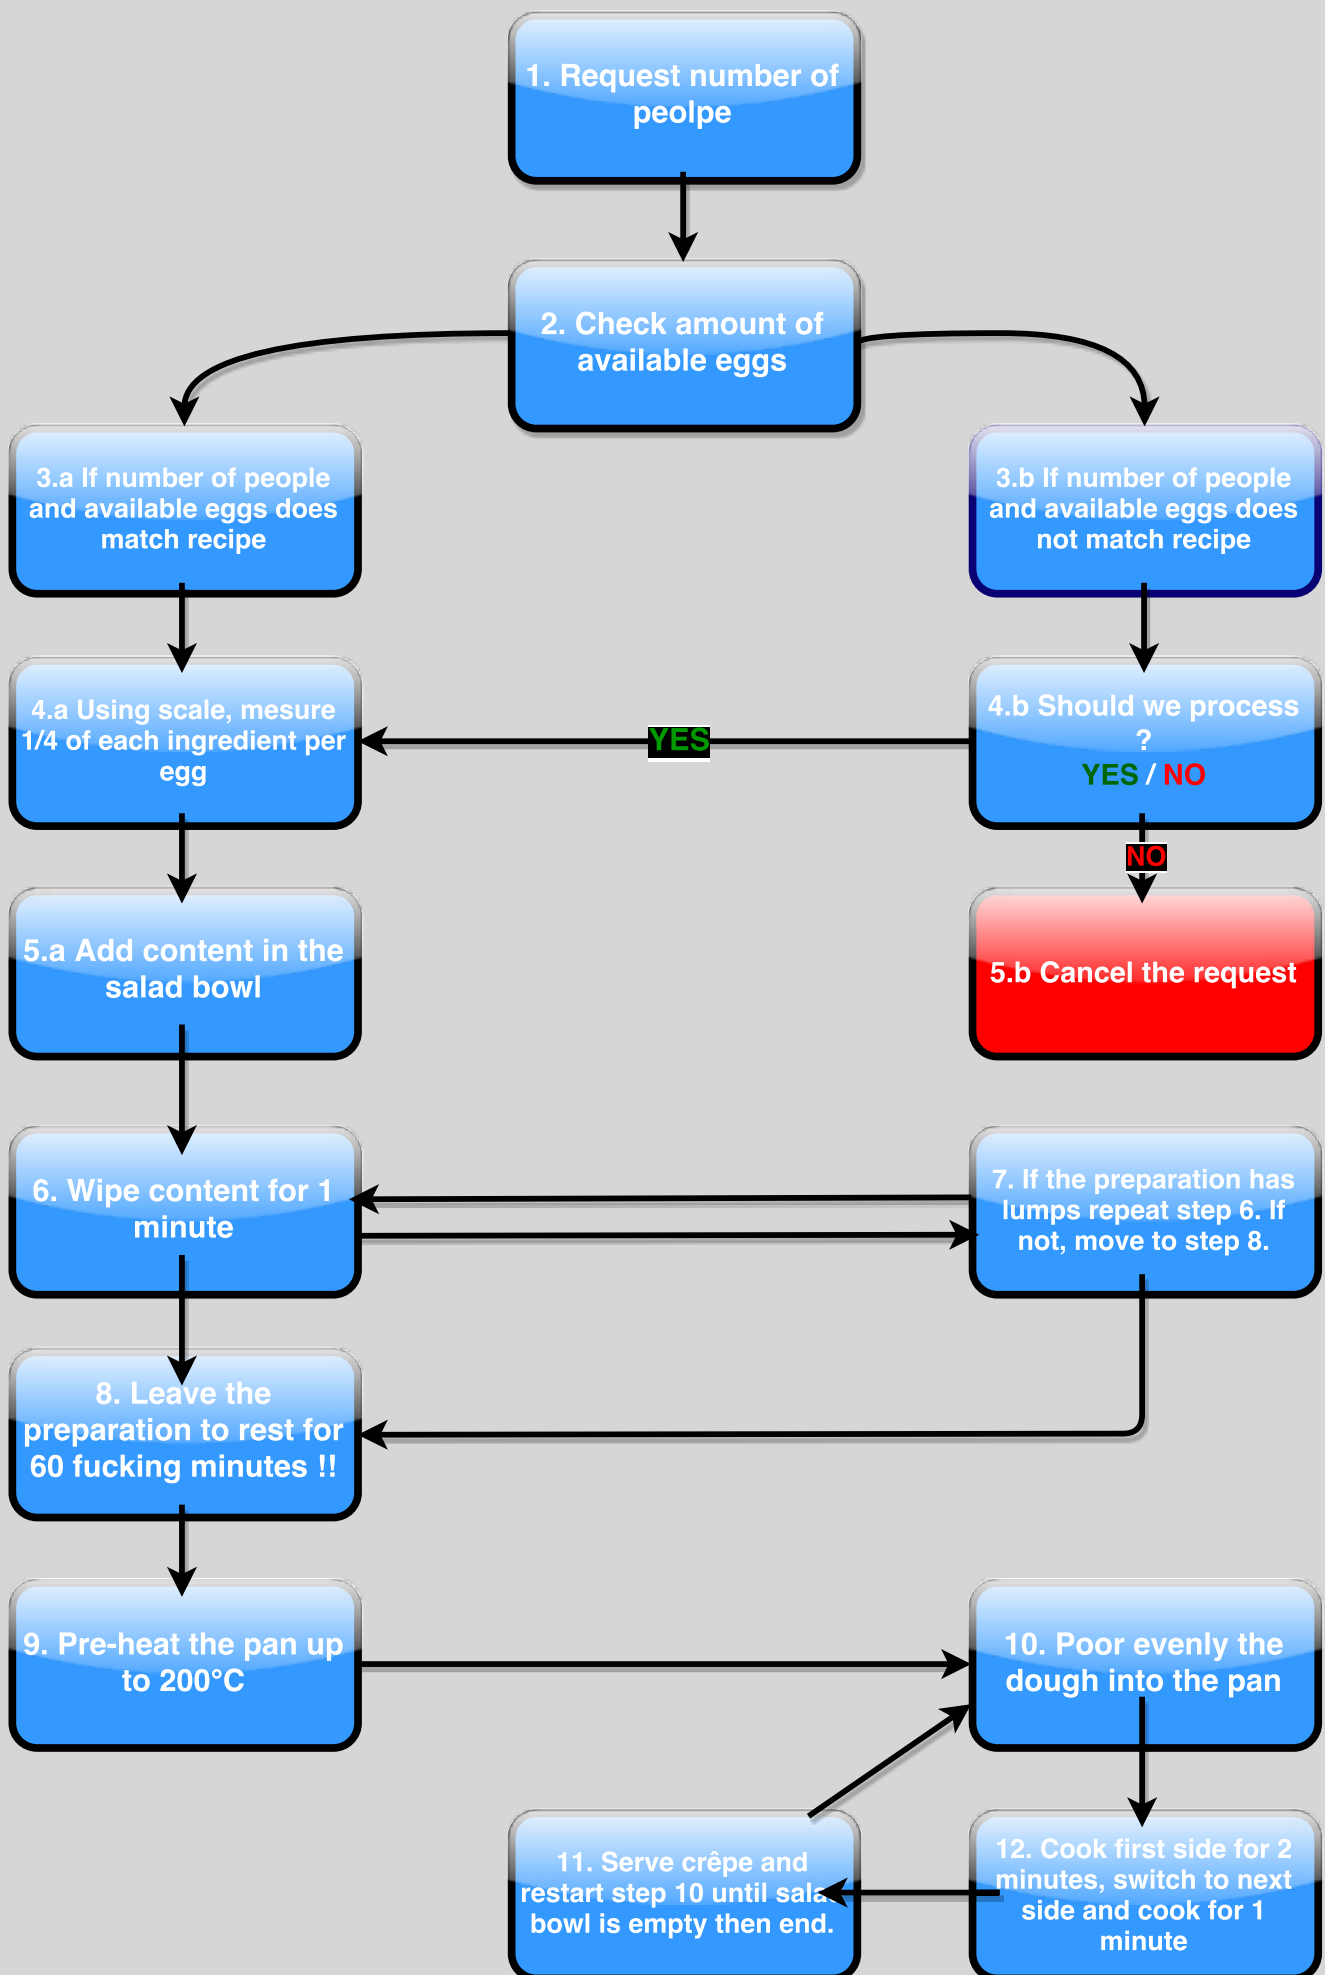 1. Request number of
peolpe
2. Check amount of
available eggs
3.a If number of people
and available eggs does
match recipe
3.b If number of people
and available eggs does
not match recipe
4.a Using scale, mesure
1/4 of each ingredient per
egg
YES
4.b Should we process
?
YES / NO
NO
5.a Add content in the
salad bowl
5.b Cancel the request
6. Wipe content for 1
minute
7. If the preparation has
lumps repeat step 6. If
not, move to step 8.
8. Leave the
preparation to rest for
60 fucking minutes !!
9. Pre-heat the pan up
to 200°C
10. Poor evenly the
dough into the pan
11. Serve crêpe and
restart step 10 until salad
bowl is empty then end.
12. Cook first side for 2
minutes, switch to next
side and cook for 1
minute